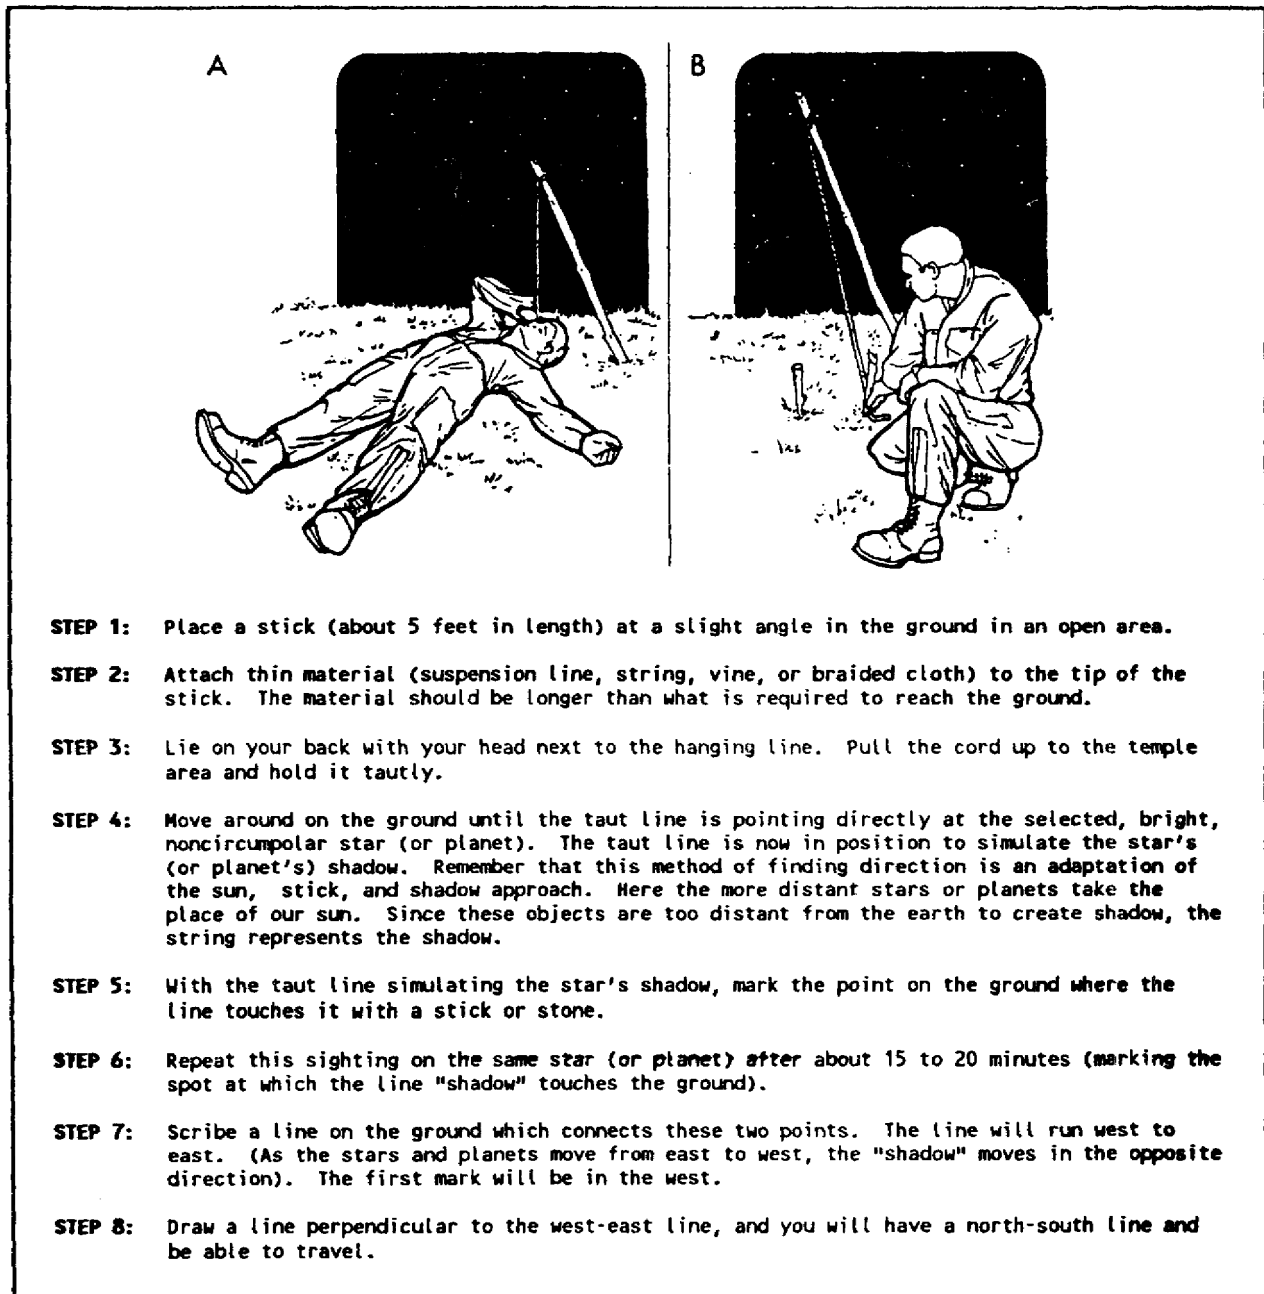 A
B
STEP 1: Place a stick (about 5 feet in length) at a slight angle in the ground in an open area.
STEP 2: Attach thin material (suspension line, string, vine, or braided cloth) to the tip of the
stick. The material should be longer than what is required to reach the ground.
STEP 3: Lie on your back with your head next to the hanging line. Pull the cord up to the temple
area and hold it tautly.
STEP 4: Move around on the ground until the taut line is pointing directly at the selected, bright,
noncircumpolar star (or planet). The taut line is now in position to simulate the star's
(or planet's) shadow. Remember that this method of finding direction is an adaptation of
the sun, stick, and shadow approach. Here the more distant stars or planets take the
place of our sun. Since these objects are too distant from the earth to create shadow, the
string represents the shadow.
STEP 5: With the taut line simulating the star's shadow, mark the point on the ground where the
line touches it with a stick or stone.
STEP 6: Repeat this sighting on the same star (or planet) after about 15 to 20 minutes (marking the
spot at which the line "shadow" touches the ground).
STEP 7: Scribe a line on the ground which connects these two points. The line will run west to
east. (As the stars and planets move from east to west, the "shadow" moves in the opposite
direction). The first mark will be in the west.
STEP 8: Draw a line perpendicular to the west-east line, and you will have a north-south line and
be able to travel.